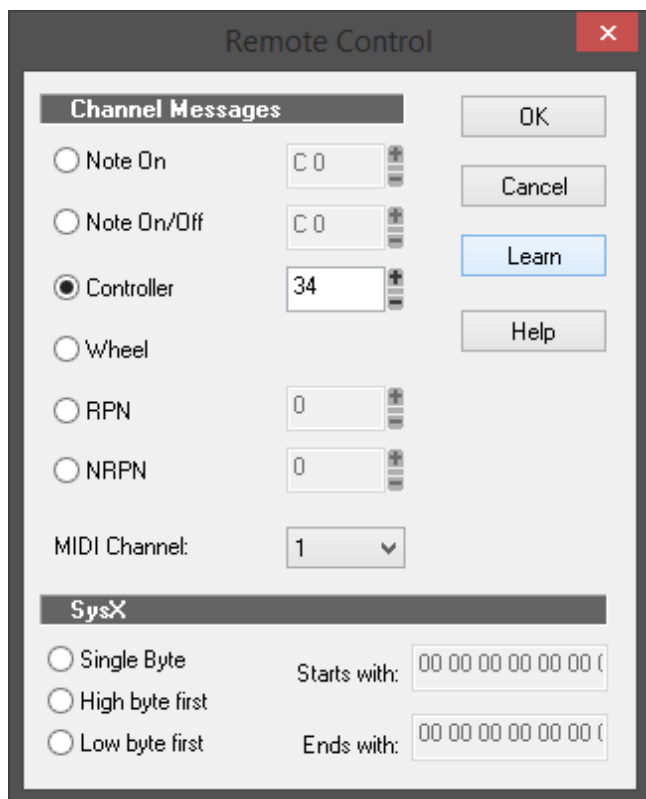 Remote Control
Channel Messages
OK
Note On
C 0
Cancel
Note On/Off
C 0
Learn
Controller
34
Help
Wheel
RPN
0
NRPN
0
MIDI Channel:
1
SysX
Single Byte
Starts with:
00 00 00 00 00 00
High byte first
Low byte first
Ends with:
00 00 00 00 00 00